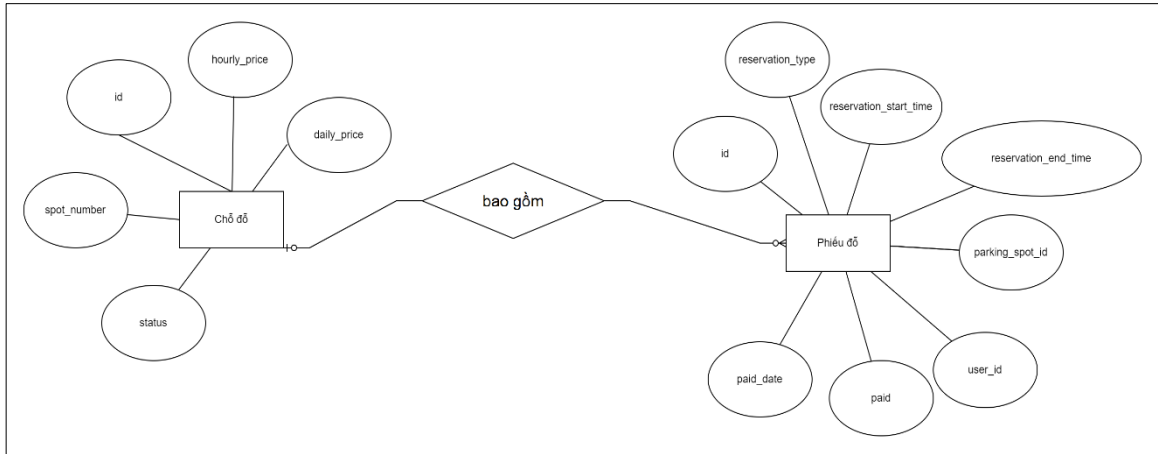 hourly_price
id
daily_price
spot_number
Chỗ đỗ
status
bao gồm
reservation_type
reservation_start_time
id
reservation_end_time
Phiếu đỗ
parking_spot_id
user_id
paid_date
paid